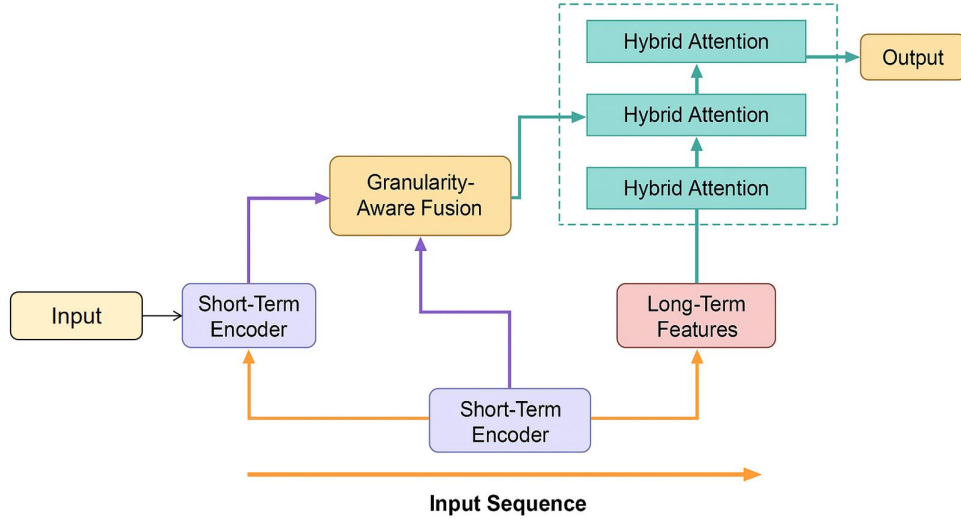 Hybrid Attention
Output
Hybrid Attention
Granularity-
Aware Fusion
Hybrid Attention
Input
Short-Term
Encoder
Long-Term
Features
Short-Term
Encoder
Input Sequence